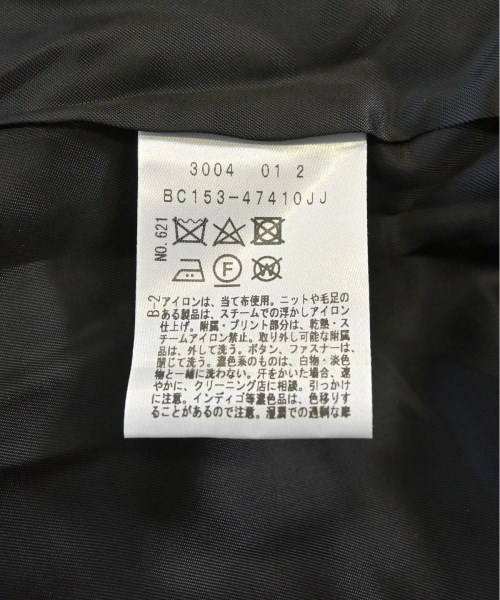 3004 01 2
BC153-47410JJ
NO.621
F
W
B-2
アイロンは、当て布使用。ニットや毛足の
ある製品は、スチームでの浮かしアイロン
仕上げ。附属・プリント部分は、乾熱・ス
チームアイロン禁止。取り外し可能な附属
品は、外して洗う。ボタン、ファスナーは、
閉じて洗う。濃色系のものは、白物・淡色
物と一緒に洗わない。汗をかいた場合、速
やかに、クリーニング店に相談。引っかけ
に注意。インディゴ等濃色品は、色移りす
ることがあるので注意。湿潤での過剰な摩